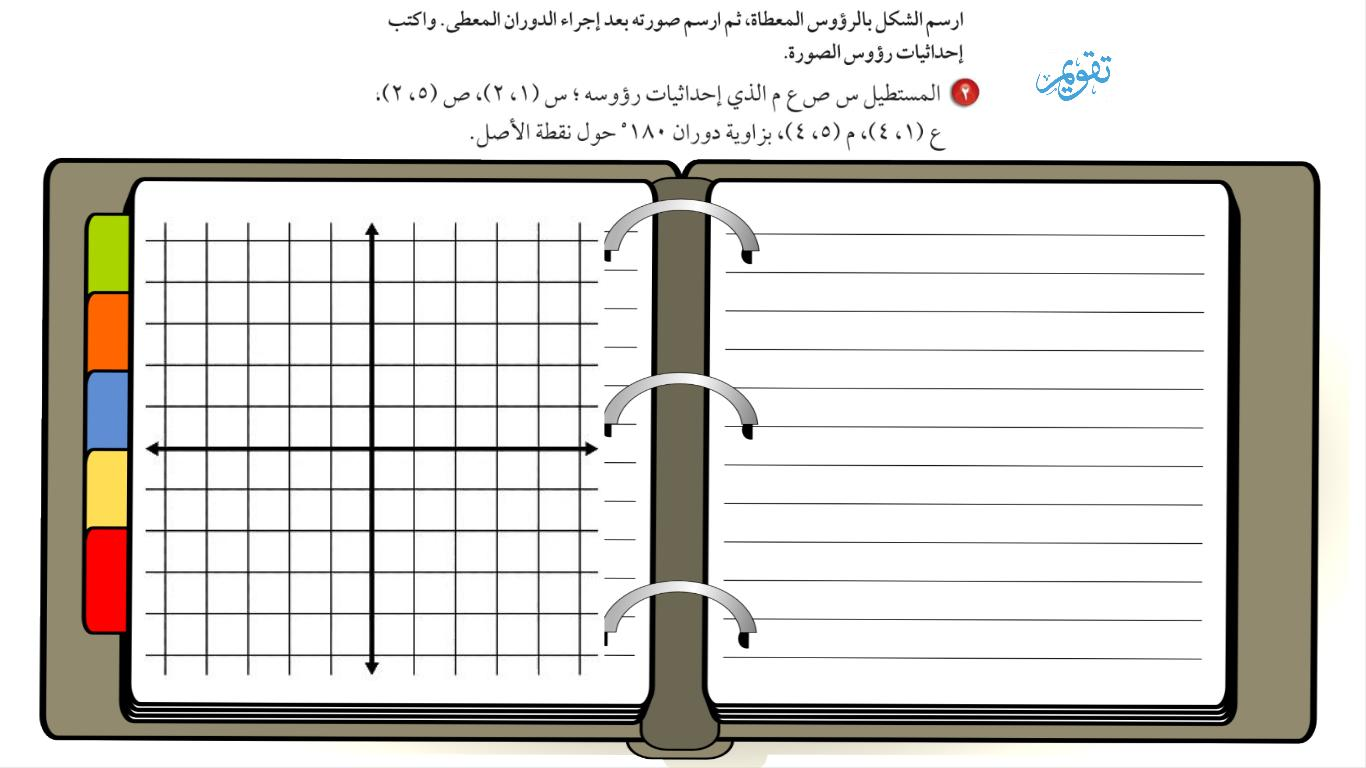 ارسم الشكل بالرؤوس المعطاة، ثم ارسم صورته بعد إجراء الدوران المعطى. واكتب
إحداثيات رؤوس الصورة.
تقويم
٢ المستطيل س ص ع م الذي إحداثيات رؤوسه ؛ س (١، ٢)، ص (٥، ٢)،
ع (١، ٤)، م (٥، ٤)، بزاوية دوران ١٨٠° حول نقطة الأصل.